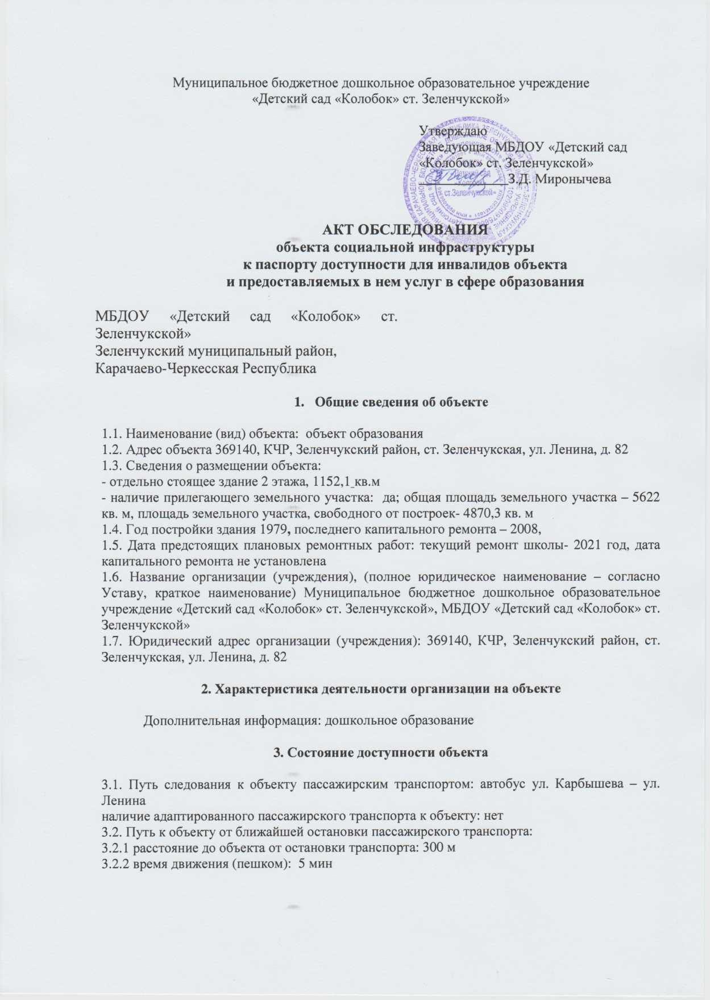 Муниципальное бюджетное дошкольное образовательное учреждение
«Детский сад «Колобок» ст. Зеленчукской»
Утверждаю
Заведующая МБДОУ «Детский сад
«Колобок» ст. Зеленчукской»
З.Д. Миронычева
Детский сад
«Колобок»
ст.Зеленчукской»
АКТ ОБСЛЕДОВАНИЯ
объекта социальной инфраструктуры
к паспорту доступности для инвалидов объекта
и предоставляемых в нем услуг в сфере образования
МБДОУ «Детский сад «Колобок» ст.
Зеленчукской»
Зеленчукский муниципальный район,
Карачаево-Черкесская Республика
1. Общие сведения об объекте
1.1. Наименование (вид) объекта: объект образования
1.2. Адрес объекта 369140, КЧР, Зеленчукский район, ст. Зеленчукская, ул. Ленина, д. 82
1.3. Сведения о размещении объекта:
- отдельно стоящее здание 2 этажа, 1152,1 кв.м
- наличие прилегающего земельного участка: да; общая площадь земельного участка – 5622
кв. м, площадь земельного участка, свободного от построек- 4870,3 кв. м
1.4. Год постройки здания 1979, последнего капитального ремонта – 2008,
1.5. Дата предстоящих плановых ремонтных работ: текущий ремонт школы- 2021 год, дата
капитального ремонта не установлена
1.6. Название организации (учреждения), (полное юридическое наименование – согласно
Уставу, краткое наименование) Муниципальное бюджетное дошкольное образовательное
учреждение «Детский сад «Колобок» ст. Зеленчукской», МБДОУ «Детский сад «Колобок» ст.
Зеленчукской»
1.7. Юридический адрес организации (учреждения): 369140, КЧР, Зеленчукский район, ст.
Зеленчукская, ул. Ленина, д. 82
2. Характеристика деятельности организации на объекте
Дополнительная информация: дошкольное образование
3. Состояние доступности объекта
3.1. Путь следования к объекту пассажирским транспортом: автобус ул. Карбышева – ул.
Ленина
наличие адаптированного пассажирского транспорта к объекту: нет
3.2. Путь к объекту от ближайшей остановки пассажирского транспорта:
3.2.1 расстояние до объекта от остановки транспорта: 300 м
3.2.2 время движения (пешком): 5 мин